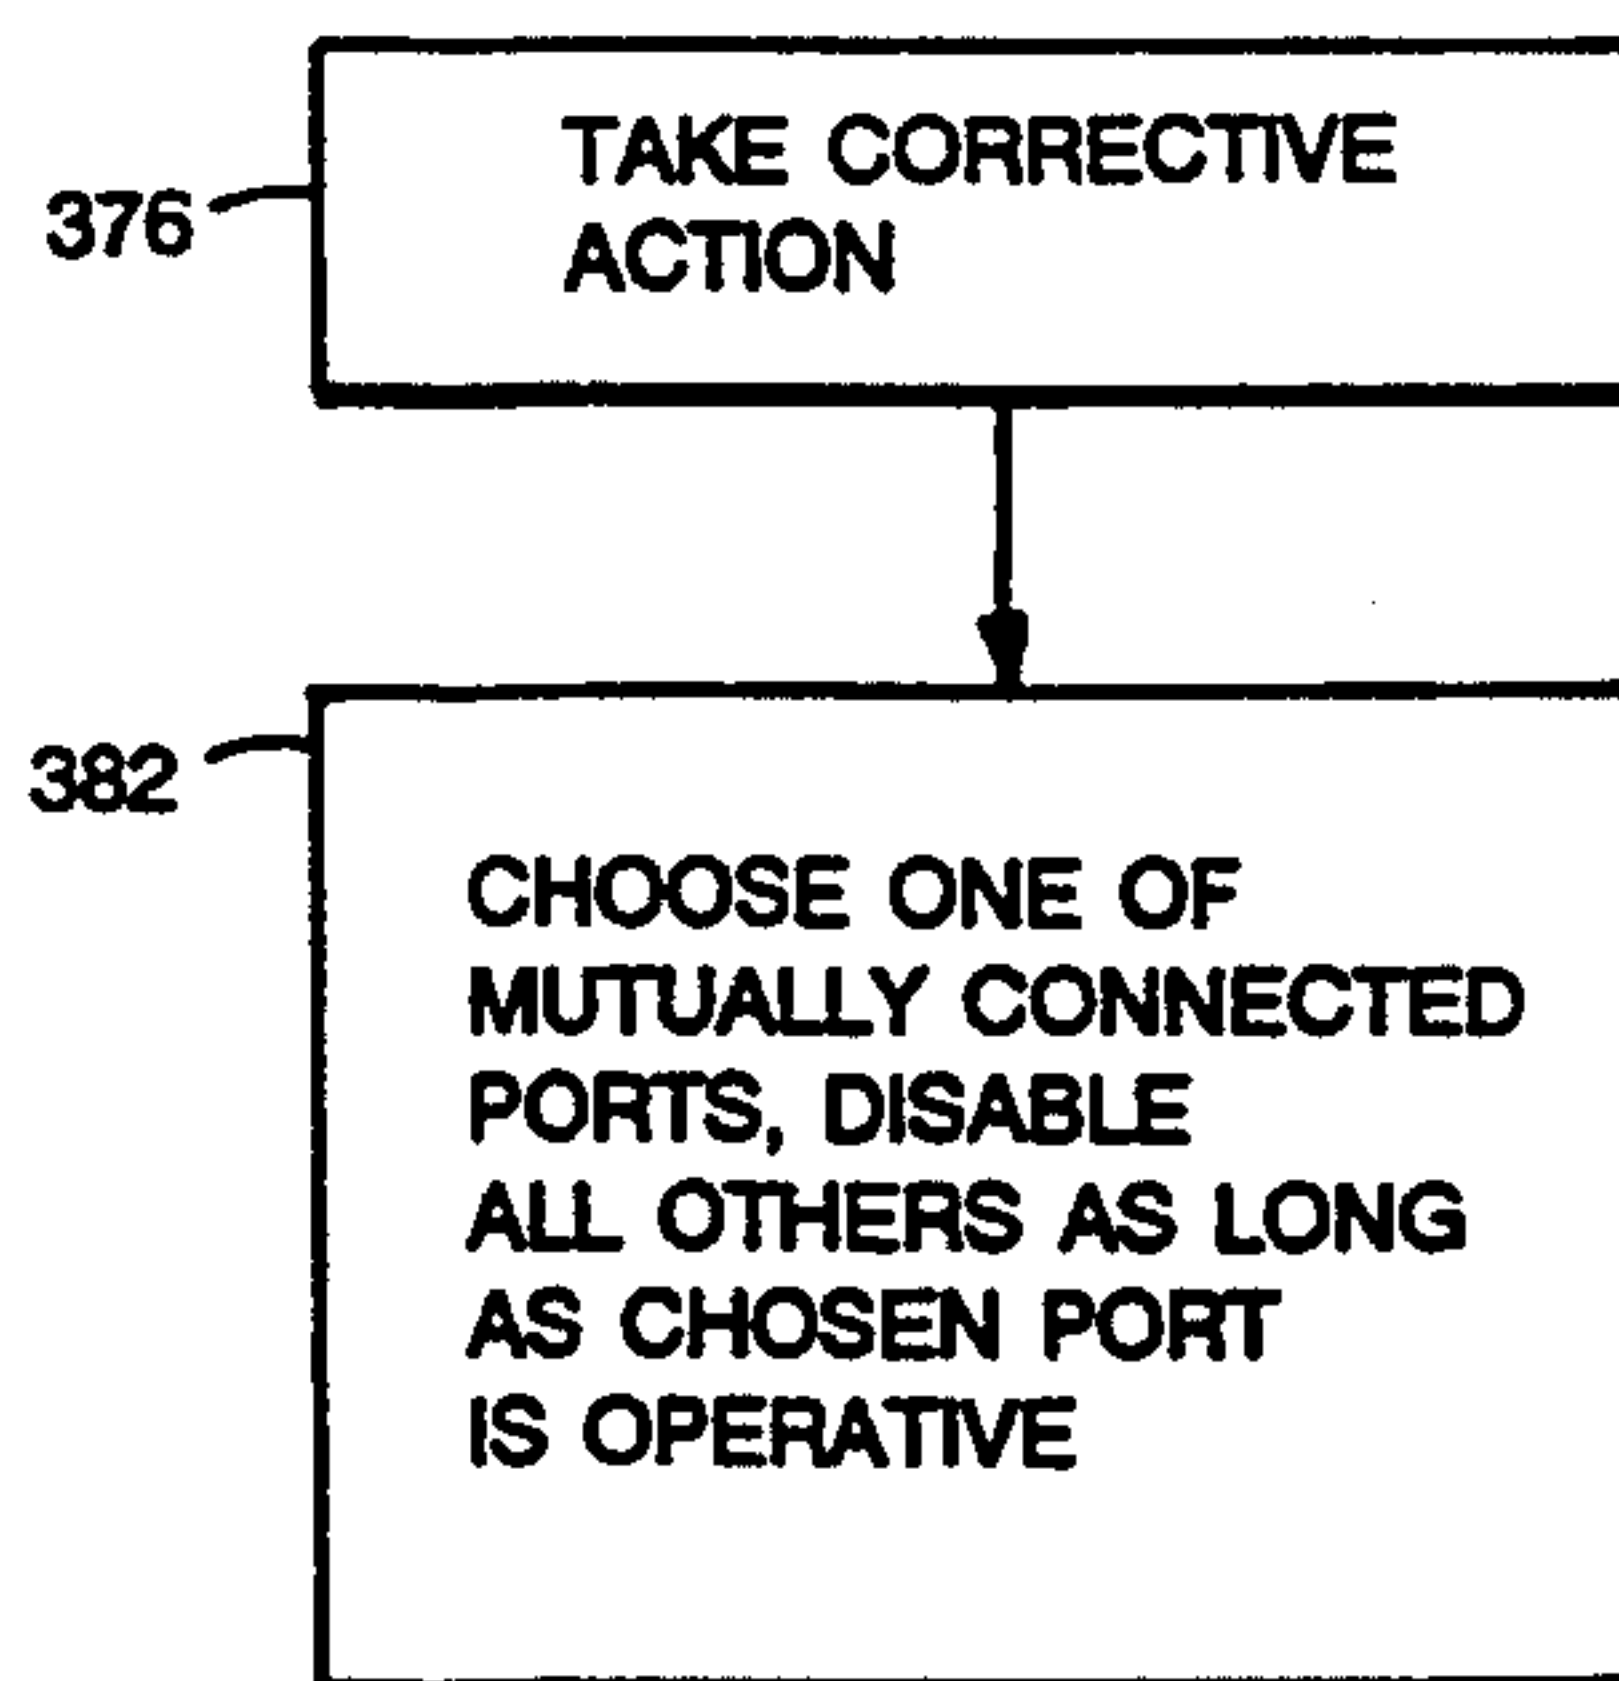 TAKE CORRECTIVE
ACTION
376
382
CHOOSE ONE OF
MUTUALLY CONNECTED
PORTS, DISABLE
ALL OTHERS AS LONG
AS CHOSEN PORT
IS OPERATIVE